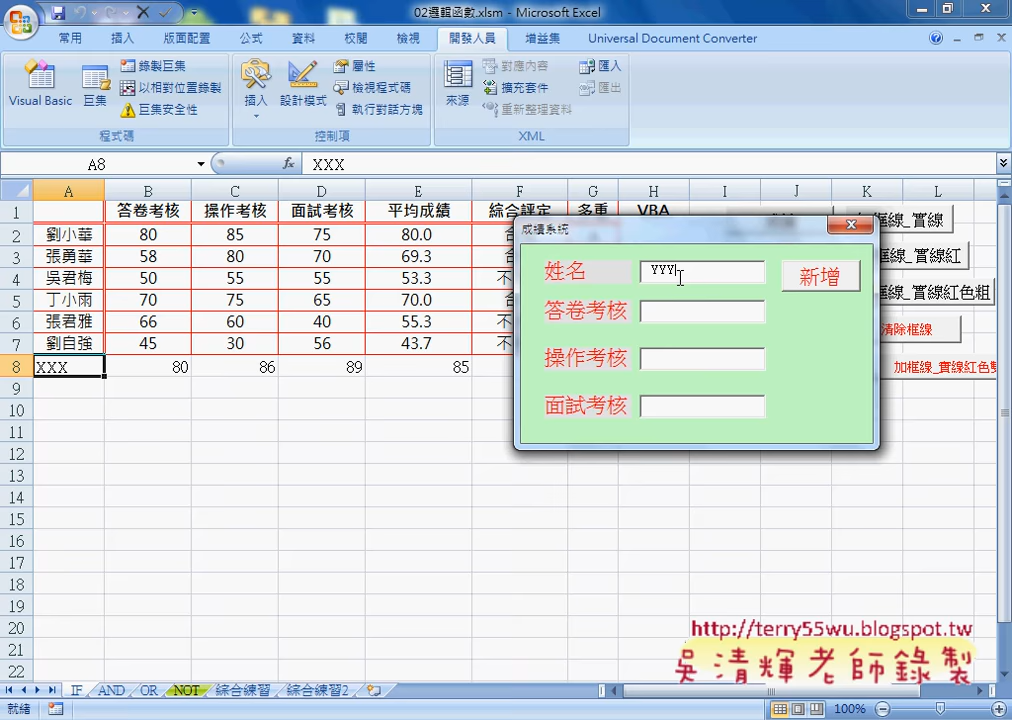 02邏輯函數.xlsm - Microsoft Excel
常用 插入 版面配置 公式 資料 校閱 檢視 開發人員 增益集 Universal Document Converter
Visual Basic 巨集 錄製巨集 以相對位置錄製 巨集安全性 程式碼
插入 設計模式 屬性 檢視程式碼 執行對話方塊 控制項
來源 對應內容 擴充套件 重新整理資料 匯入 匯出 XML
A8 fx XXX
A B C D E F G H I J K L
1 答卷考核 操作考核 面試考核 平均成績 綜合評定 多重 VBA
2 劉小華 80 85 75 80.0
3 張勇華 58 80 70 69.3
4 吳君梅 50 55 55 53.3
5 丁小雨 70 75 65 70.0
6 張君雅 66 60 40 55.3
7 劉自強 45 30 56 43.7
8 XXX 80 86 89 85
9
10
11
12
13
14
15
16
17
18
19
20
21
22
框線_實線
框線_實線紅
框線_實線紅色粗
清除框線
加框線_實線紅色雙
成績系統
姓名 YYY 新增
答卷考核
操作考核
面試考核
http://terry55wu.blogspot.tw
吳清輝老師錄製
IF AND OR NOT 綜合練習 綜合練習2
就緒 100%